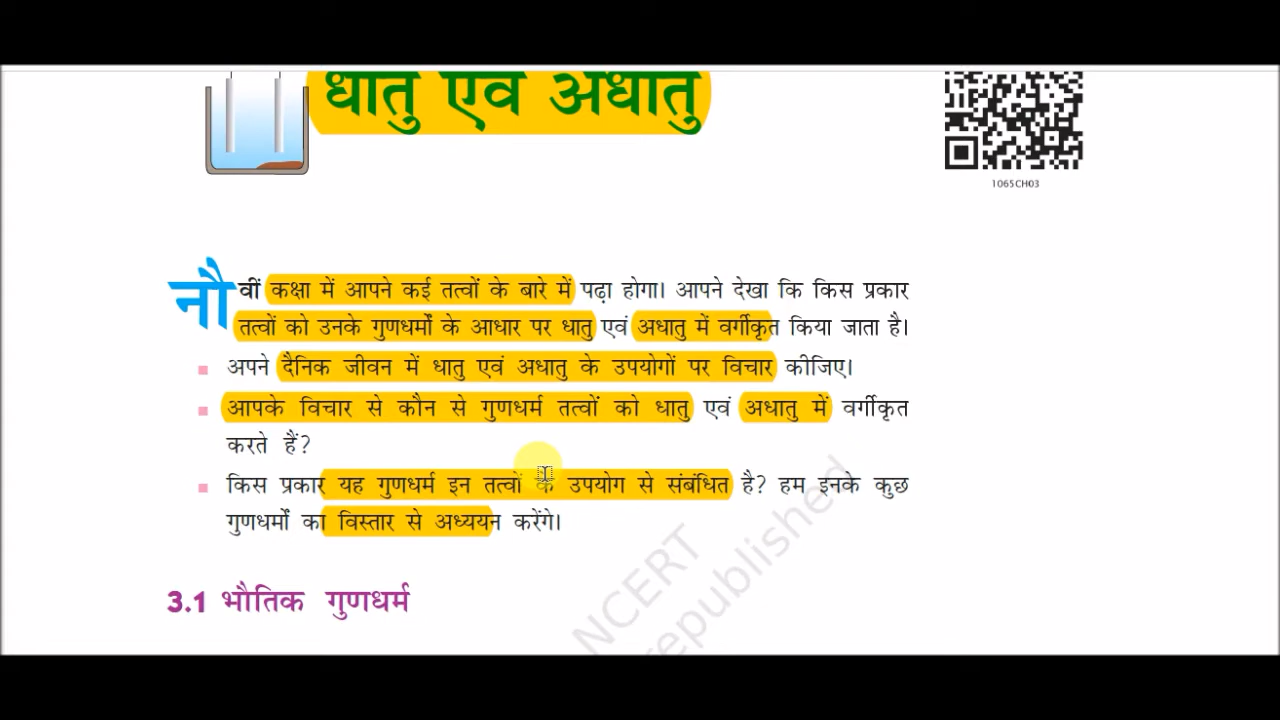 धातु एवं अधातु
1065CH03
नौवीं कक्षा में आपने कई तत्वों के बारे में पढ़ा होगा। आपने देखा कि किस प्रकार
तत्वों को उनके गुणधर्मों के आधार पर धातु एवं अधातु में वर्गीकृत किया जाता है।
अपने दैनिक जीवन में धातु एवं अधातु के उपयोगों पर विचार कीजिए।
आपके विचार से कौन से गुणधर्म तत्वों को धातु एवं अधातु में वर्गीकृत
करते हैं?
किस प्रकार यह गुणधर्म इन तत्वों के उपयोग से संबंधित है? हम इनके कुछ
गुणधर्मों का विस्तार से अध्ययन करेंगे।
3.1 भौतिक गुणधर्म
NCERT
republished